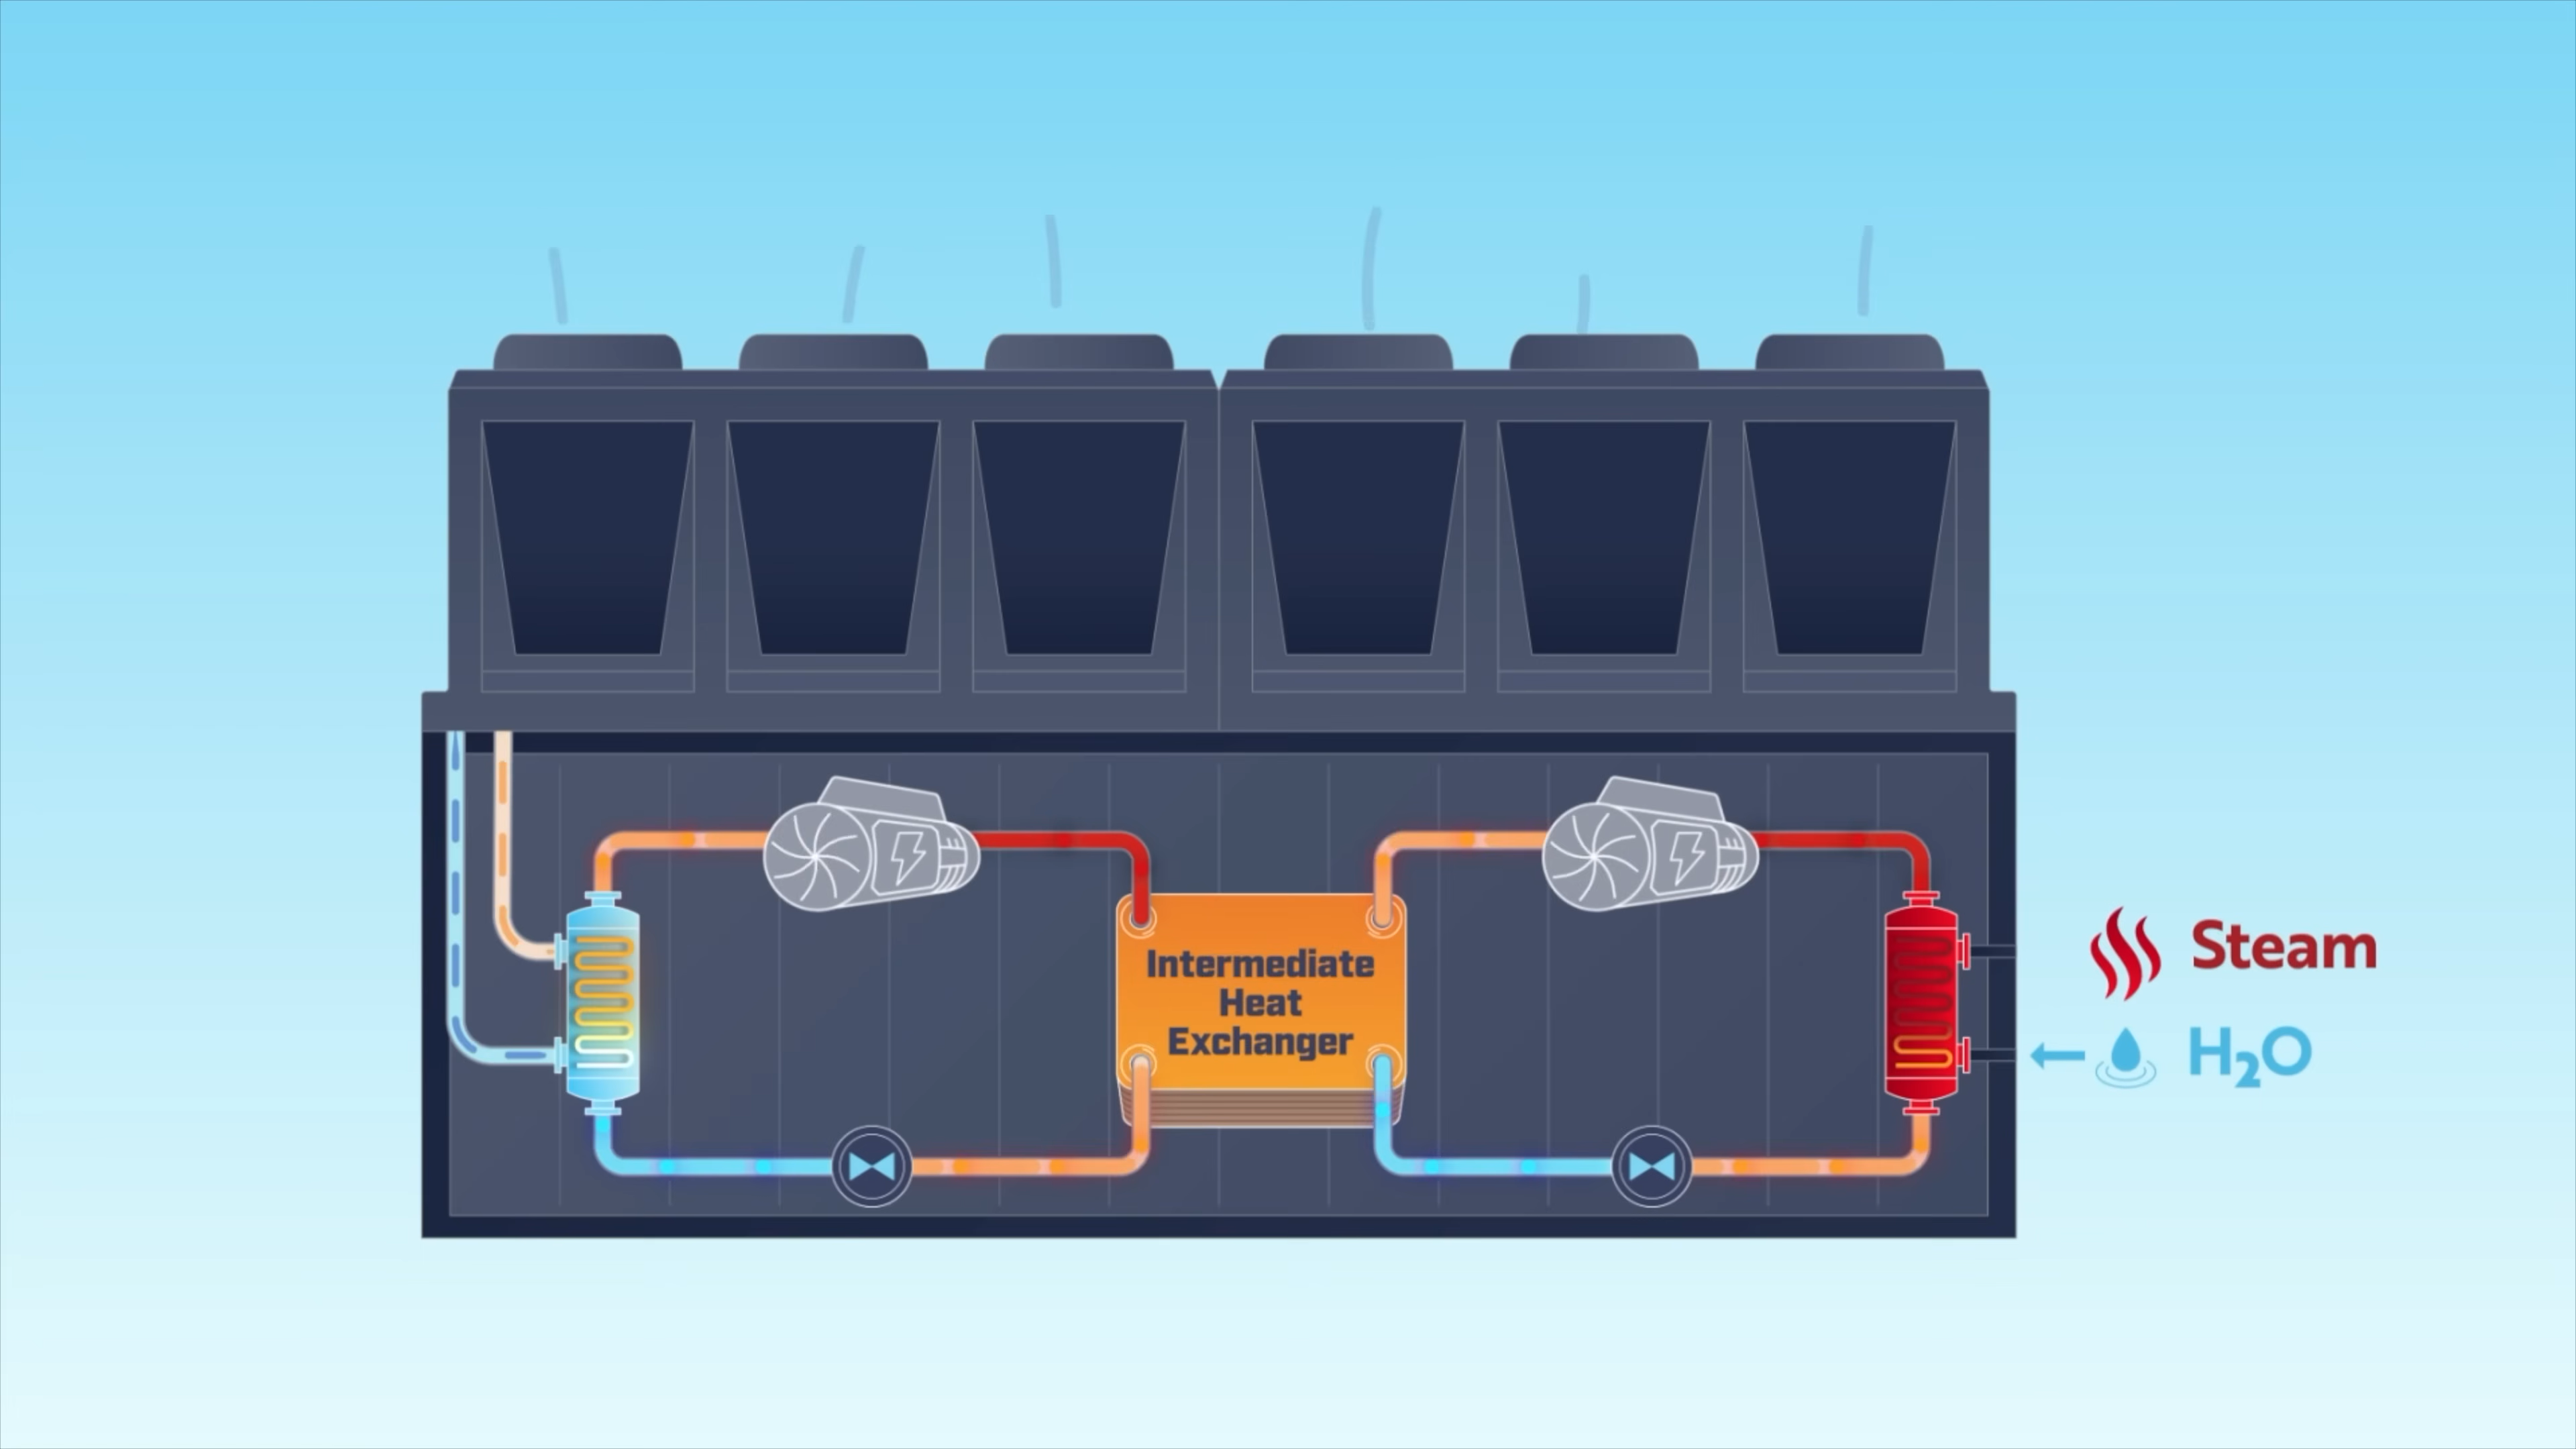 Intermediate
Heat
Exchanger
Steam
H₂O